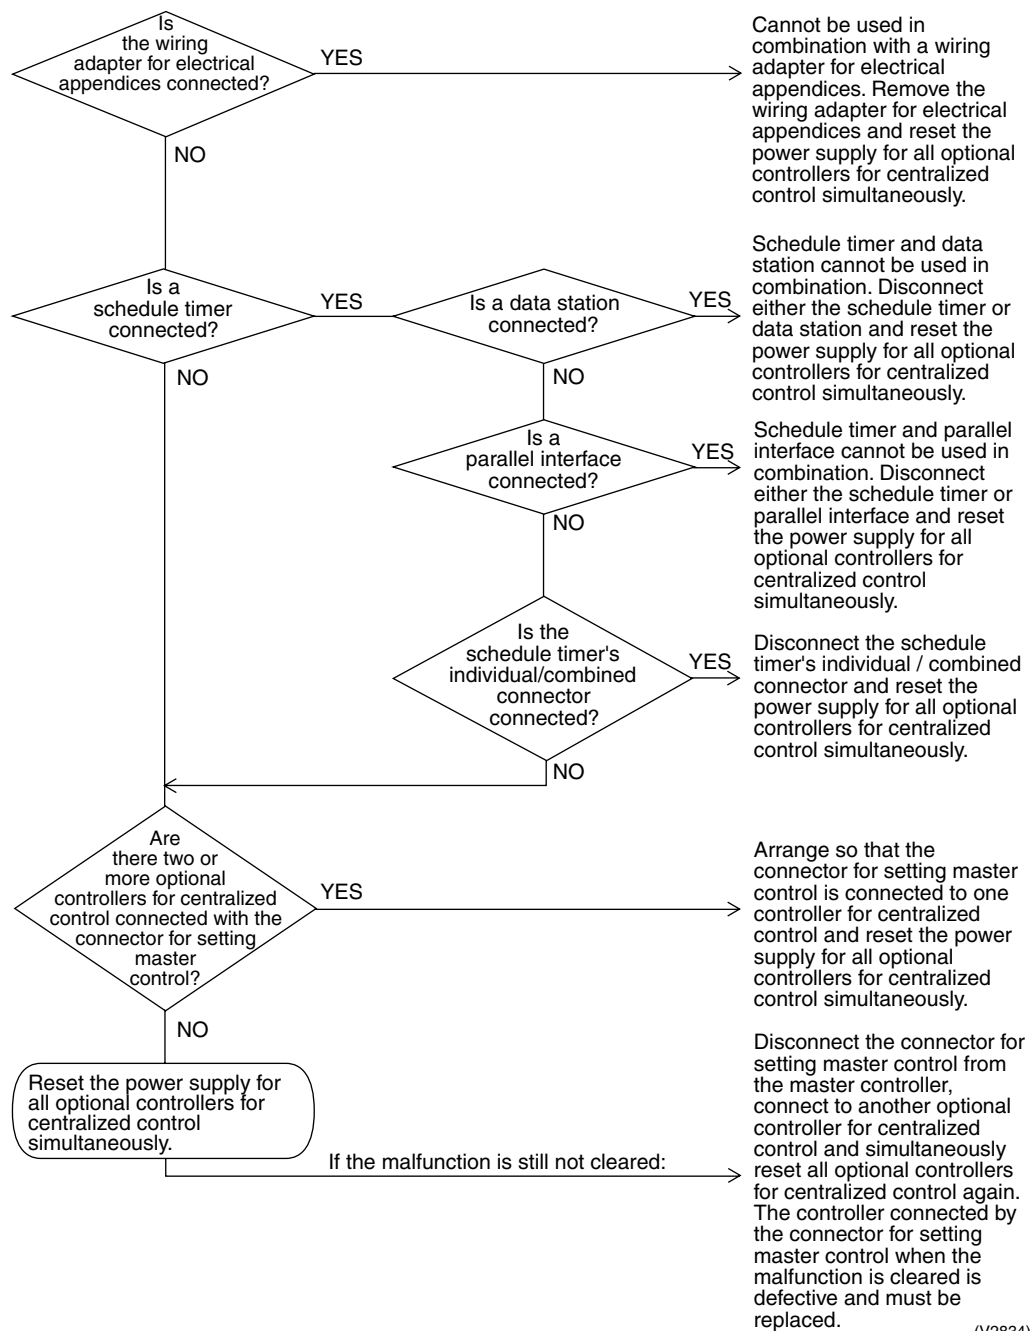 Is
the wiring
adapter for electrical
appendices connected?
YES
Cannot be used in
combination with a wiring
adapter for electrical
appendices. Remove the
wiring adapter for electrical
appendices and reset the
power supply for all optional
controllers for centralized
control simultaneously.
NO
Is a
schedule timer
connected?
YES
Is a data station
connected?
YES
Schedule timer and data
station cannot be used in
combination. Disconnect
either the schedule timer or
data station and reset the
power supply for all optional
controllers for centralized
control simultaneously.
NO
NO
Is a
parallel interface
connected?
YES
Schedule timer and parallel
interface cannot be used in
combination. Disconnect
either the schedule timer or
parallel interface and reset
the power supply for all
optional controllers for
centralized control
simultaneously.
NO
Is the
schedule timer's
individual/combined
connector
connected?
YES
Disconnect the schedule
timer's individual / combined
connector and reset the
power supply for all optional
controllers for centralized
control simultaneously.
NO
Are
there two or
more optional
controllers for centralized
control connected with the
connector for setting
master
control?
YES
Arrange so that the
connector for setting master
control is connected to one
controller for centralized
control and reset the power
supply for all optional
controllers for centralized
control simultaneously.
NO
Reset the power supply for
all optional controllers for
centralized control
simultaneously.
If the malfunction is still not cleared:
Disconnect the connector for
setting master control from
the master controller,
connect to another optional
controller for centralized
control and simultaneously
reset all optional controllers
for centralized control again.
The controller connected by
the connector for setting
master control when the
malfunction is cleared is
defective and must be
replaced.
(V2834)